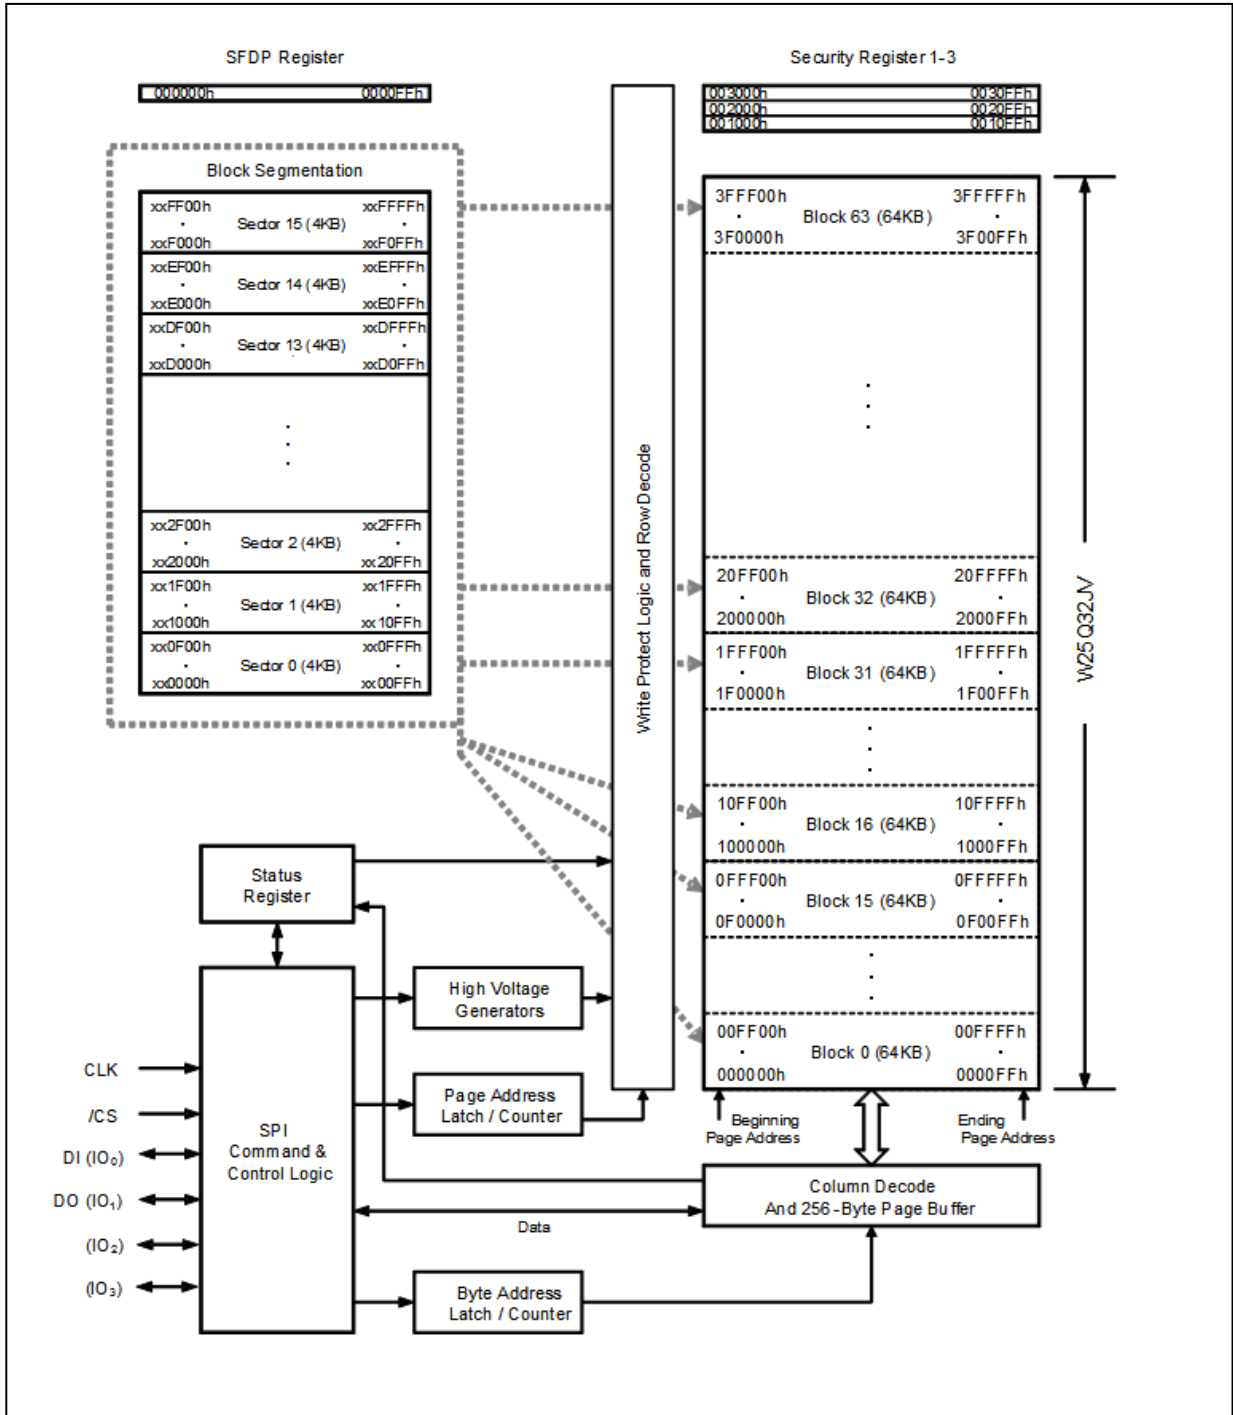 SFDP Register
000000h 0000FFh
Security Register 1-3
003000h 0030FFh
002000h 0020FFh
001000h 0010FFh
Block Segmentation
xxFF00h xxFFFFh
Sector 15 (4KB)
xxF000h xxF0FFh
xxEF00h xxEFFFh
Sector 14 (4KB)
xxE000h xxE0FFh
xxDF00h xxDFFFh
Sector 13 (4KB)
xxD000h xxD0FFh
xx2F00h xx2FFFh
Sector 2 (4KB)
xx2000h xx20FFh
xx1F00h xx1FFFh
Sector 1 (4KB)
xx1000h xx10FFh
xx0F00h xx0FFFh
Sector 0 (4KB)
xx0000h xx00FFh
Write Protect Logic and Row Decode
3FFF00h 3FFFFFh
Block 63 (64KB)
3F0000h 3F00FFh
20FF00h 20FFFFh
Block 32 (64KB)
200000h 2000FFh
1FFF00h 1FFFFFh
Block 31 (64KB)
1F0000h 1F00FFh
10FF00h 10FFFFh
Block 16 (64KB)
100000h 1000FFh
0FFF00h 0FFFFFh
Block 15 (64KB)
0F0000h 0F00FFh
00FF00h 00FFFFh
Block 0 (64KB)
000000h 0000FFh
W25Q32JV
Beginning
Page Address
Ending
Page Address
Status
Register
High Voltage
Generators
Page Address
Latch / Counter
SPI
Command &
Control Logic
CLK
/CS
DI (IO₀)
DO (IO₁)
(IO₂)
(IO₃)
Column Decode
And 256-Byte Page Buffer
Data
Byte Address
Latch / Counter